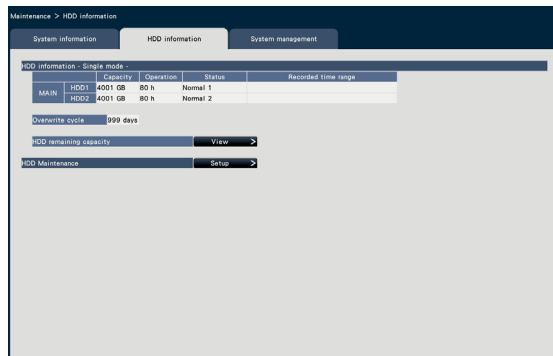 Maintenance > HDD information
System information HDD information System management
HDD information - Single mode -
Capacity Operation Status Recorded time range
MAIN HDD1 4001 GB 80 h Normal 1
HDD2 4001 GB 80 h Normal 2
Overwrite cycle 999 days
HDD remaining capacity View >
HDD Maintenance Setup >